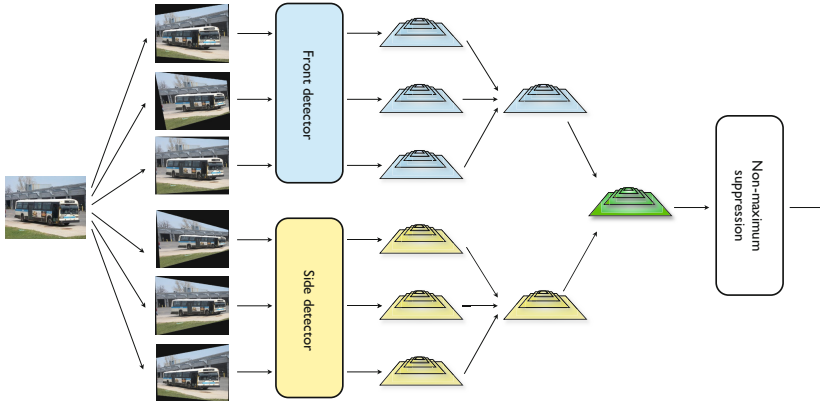 Front detector
Side detector
Non-maximum
suppression